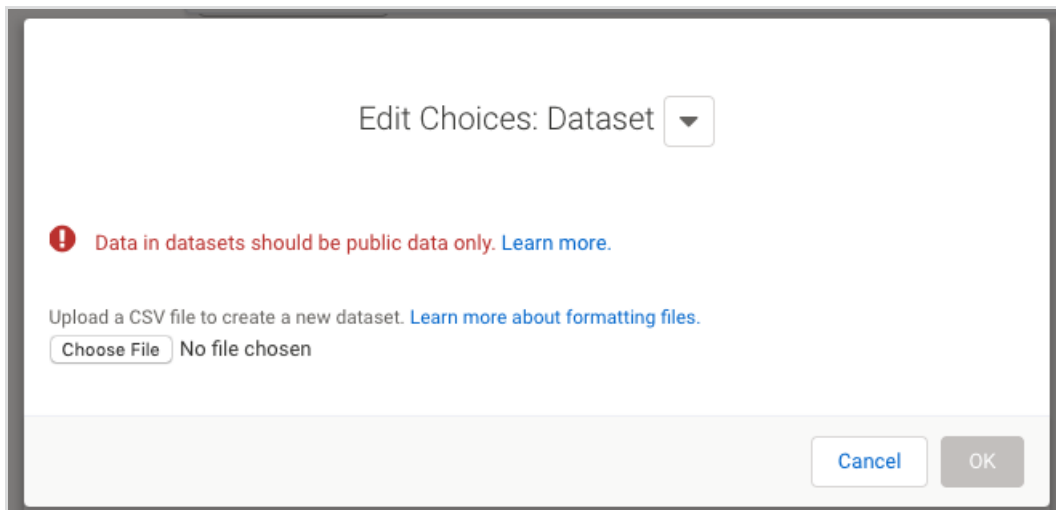 Edit Choices: Dataset
Data in datasets should be public data only. Learn more.
Upload a CSV file to create a new dataset. Learn more about formatting files.
Choose File No file chosen
Cancel OK